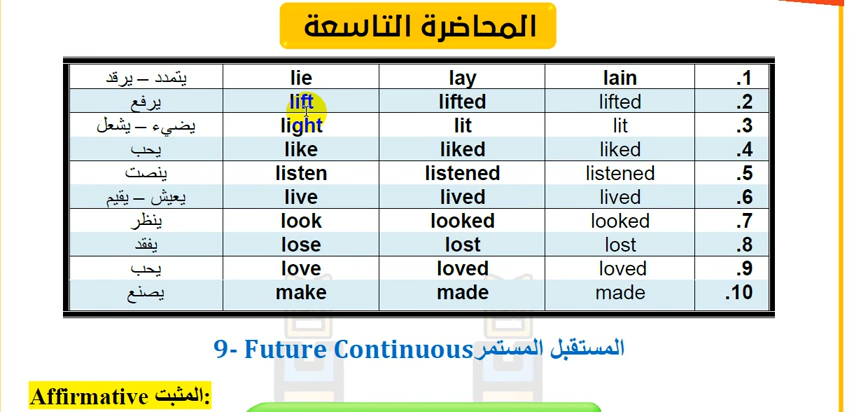 المحاضرة التاسعة
يتمدد – يرقد lie lay lain .1
يرفع lift lifted lifted .2
يضيء – يشعل light lit lit .3
يحب like liked liked .4
ينصت listen listened listened .5
يعيش – يقيم live lived lived .6
ينظر look looked looked .7
يفقد lose lost lost .8
يحب love loved loved .9
يصنع make made made .10
9- Future Continuous المستقبل المستمر
Affirmative المثبت: